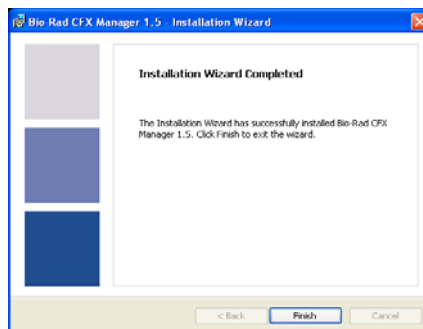 Bio-Rad CFX Manager 1.5 - Installation Wizard
Installation Wizard Completed
The Installation Wizard has successfully installed Bio-Rad CFX
Manager 1.5. Click Finish to exit the wizard.
< Back
Finish
Cancel